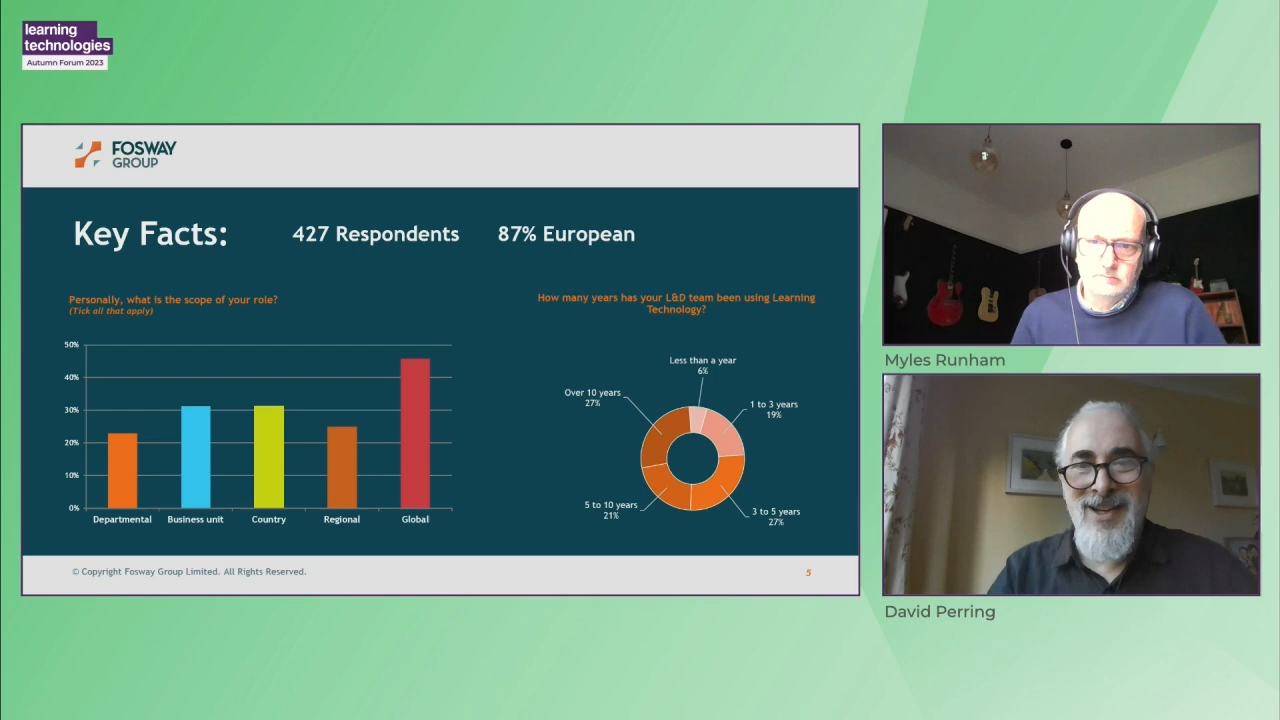 learning
technologies
Autumn Forum 2023
FOSWAY
GROUP
Key Facts:
427 Respondents
87% European
Personally, what is the scope of your role?
(Tick all that apply)
50%
40%
30%
20%
10%
0%
Departmental
Business unit
Country
Regional
Global
How many years has your L&D team been using Learning
Technology?
Less than a year
6%
1 to 3 years
19%
3 to 5 years
27%
5 to 10 years
21%
Over 10 years
27%
© Copyright Fosway Group Limited. All Rights Reserved.
5
Myles Runham
David Perring